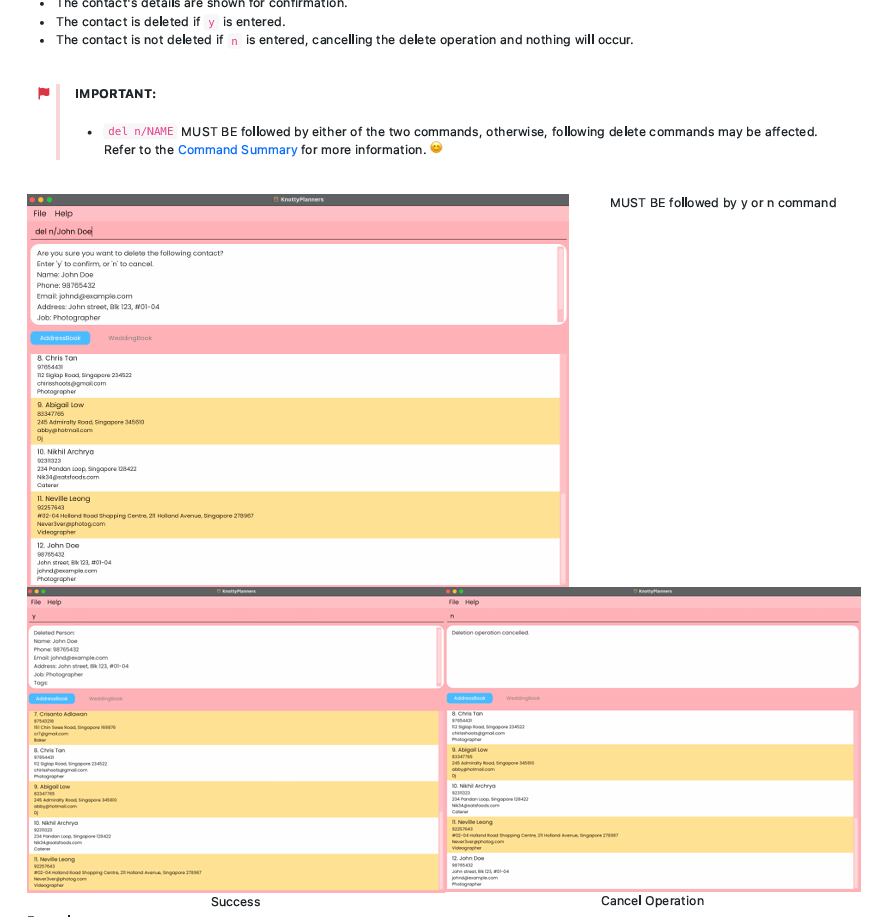 The contact's details are shown for confirmation.
The contact is deleted if y is entered.
The contact is not deleted if n is entered, cancelling the delete operation and nothing will occur.
IMPORTANT:
del n/NAME MUST BE followed by either of the two commands, otherwise, following delete commands may be affected.
Refer to the Command Summary for more information. 😊
KnottyPlanners
File Help
del n/John Doe
Are you sure you want to delete the following contact?
Enter 'y' to confirm, or 'n' to cancel.
Name: John Doe
Phone: 98765432
Email: johnd@example.com
Address: John street, Blk 123, #01-04
Job: Photographer
AddressBook WeddingBook
8. Chris Tan
97654431
112 Siglap Road, Singapore 234522
chirisshoots@gmail.com
Photographer
9. Abigail Low
83347765
245 Admiralty Road, Singapore 345610
abby@hotmail.com
Dj
10. Nikhil Archrya
92311323
234 Pandan Loop, Singapore 128422
Nik34@eatsfoods.com
Caterer
11. Neville Leong
92257643
#02-04 Holland Road Shopping Centre, 211 Holland Avenue, Singapore 278967
Never3ver@photog.com
Videographer
12. John Doe
98765432
John street, Blk 123, #01-04
johnd@example.com
Photographer
MUST BE followed by y or n command
KnottyPlanners
File Help
y
Deleted Person:
Name: John Doe
Phone: 98765432
Email: johnd@example.com
Address: John street, Blk 123, #01-04
Job: Photographer
Tags:
AddressBook WeddingBook
7. Crisanto Adlawan
151 Chin Swee Road, Singapore
cr7@gmail.com
Baker
8. Chris Tan
97654431
112 Siglap Road, Singapore 234522
chirisshoots@gmail.com
Photographer
9. Abigail Low
83347765
245 Admiralty Road, Singapore 345610
abby@hotmail.com
Dj
10. Nikhil Archrya
92311323
234 Pandan Loop, Singapore 128422
Nik34@eatsfoods.com
Caterer
11. Neville Leong
92257643
#02-04 Holland Road Shopping Centre, 211 Holland Avenue, Singapore 278967
Never3ver@photog.com
Videographer
Success
KnottyPlanners
File Help
n
Deletion operation cancelled.
AddressBook WeddingBook
8. Chris Tan
97654431
112 Siglap Road, Singapore 234522
chirisshoots@gmail.com
Photographer
9. Abigail Low
83347765
245 Admiralty Road, Singapore 345610
abby@hotmail.com
Dj
10. Nikhil Archrya
92311323
234 Pandan Loop, Singapore 128422
Nik34@eatsfoods.com
Caterer
11. Neville Leong
92257643
#02-04 Holland Road Shopping Centre, 211 Holland Avenue, Singapore 278967
Never3ver@photog.com
Videographer
12. John Doe
98765432
John street, Blk 123, #01-04
johnd@example.com
Photographer
Cancel Operation